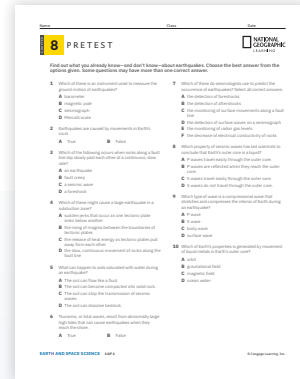 Name Class Date
8 PRETEST
NATIONAL
GEOGRAPHIC
LEARNING
Find out what you already know—and don't know—about earthquakes. Choose the best answer from the
options given. Some questions may have more than one correct answer.
1 Which of these is an instrument used to measure the
ground motion of earthquakes?
A barometer
B magnetic pole
C seismograph
D Mercalli scale
2 Earthquakes are caused by movements in Earth's
crust.
A True B False
3 Which of the following occurs when rocks along a fault
line slip slowly past each other at a continuous, slow
rate?
A an earthquake
B fault creep
C a seismic wave
D a foreshock
4 Which of these might cause a large earthquake in a
subduction zone?
A sudden jerks that occur as one tectonic plate
sinks below another
B the rising of magma between the boundaries of
tectonic plates
C the release of heat energy as tectonic plates pull
away from each other
D the slow, continuous movement of rocks along the
fault line
5 What can happen to soils saturated with water during
an earthquake?
A The soil can flow like a fluid.
B The soil can become compacted into solid rock.
C The soil can stop the transmission of seismic
waves.
D The soil can dissolve bedrock.
6 Tsunamis, or tidal waves, result from abnormally large
high tides that can cause earthquakes when they
reach the shore.
A True B False
7 Which of these do seismologists use to predict the
occurrence of earthquakes? Select all correct answers.
A the detection of foreshocks
B the detection of aftershocks
C the monitoring of surface movements along a fault
line
D the detection of surface waves on a seismograph
E the monitoring of radon gas levels
F the decrease of electrical conductivity of rocks
8 Which property of seismic waves has led scientists to
conclude that Earth's outer core is a liquid?
A P waves travel easily through the outer core.
B P waves are reflected when they reach the outer
core.
C S waves travel easily through the outer core.
D S waves do not travel through the outer core.
9 Which type of wave is a compressional wave that
stretches and compresses the interior of Earth during
an earthquake?
A P wave
B S wave
C body wave
D surface wave
10 Which of Earth's properties is generated by movement
of liquid metals in Earth's outer core?
A orbit
B gravitational field
C magnetic field
D ocean water
EARTH AND SPACE SCIENCE
© Cengage Learning, Inc.